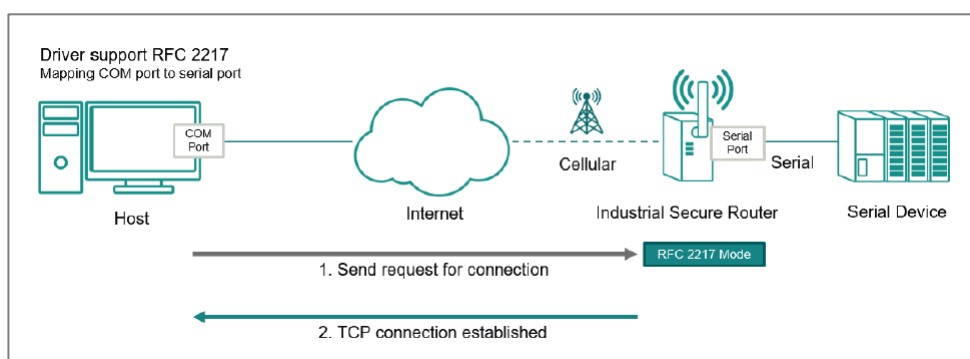 Driver support RFC 2217
Mapping COM port to serial port
COM
Port
Serial
Port
Cellular
Serial
Host
Internet
Industrial Secure Router
Serial Device
1. Send request for connection
RFC 2217 Mode
2. TCP connection established